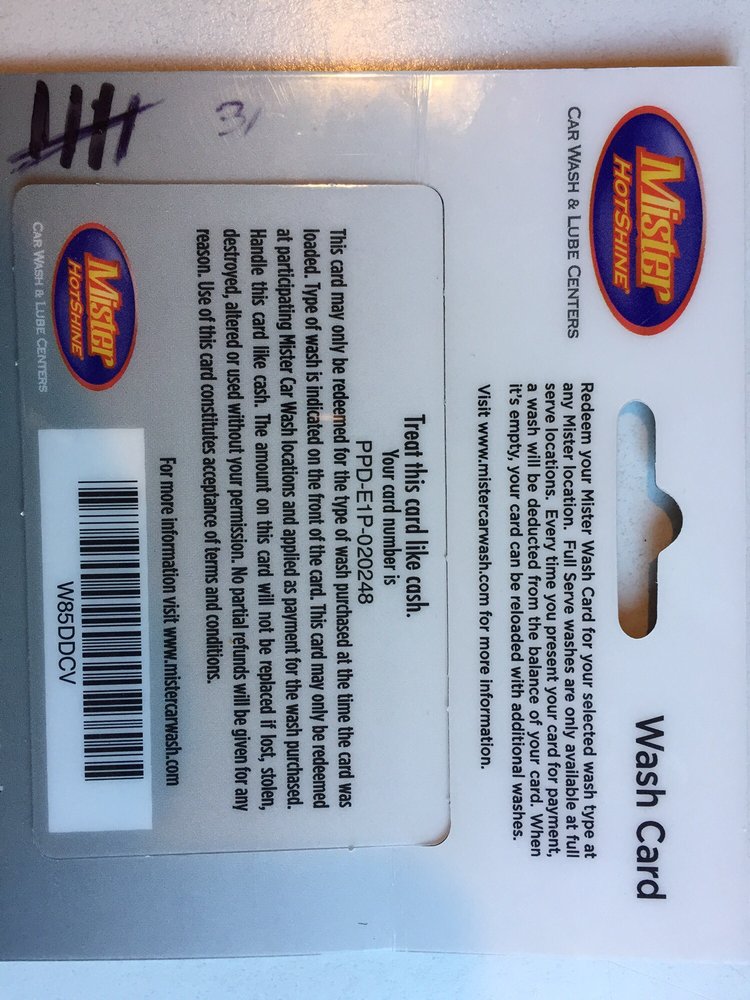 Mister
HOTSHINE
CAR WASH & LUBE CENTERS
Wash Card
Redeem your Mister Wash Card for your selected wash type at
any Mister location. Full Serve washes are only available at full
serve locations. Every time you present your card for payment,
a wash will be deducted from the balance of your card. When
it's empty, your card can be reloaded with additional washes.
Visit www.mistercarwash.com for more information.
31
Treat this card like cash.
Your card number is
PPD-E1P-020248
This card may only be redeemed for the type of wash purchased at the time the card was
loaded. Type of wash is indicated on the front of the card. This card may only be redeemed
at participating Mister Car Wash locations and applied as payment for the wash purchased.
Handle this card like cash. The amount on this card will not be replaced if lost, stolen,
destroyed, altered or used without your permission. No partial refunds will be given for any
reason. Use of this card constitutes acceptance of terms and conditions.
For more information visit www.mistercarwash.com
Mister
HOTSHINE
CAR WASH & LUBE CENTERS
W85DDCV